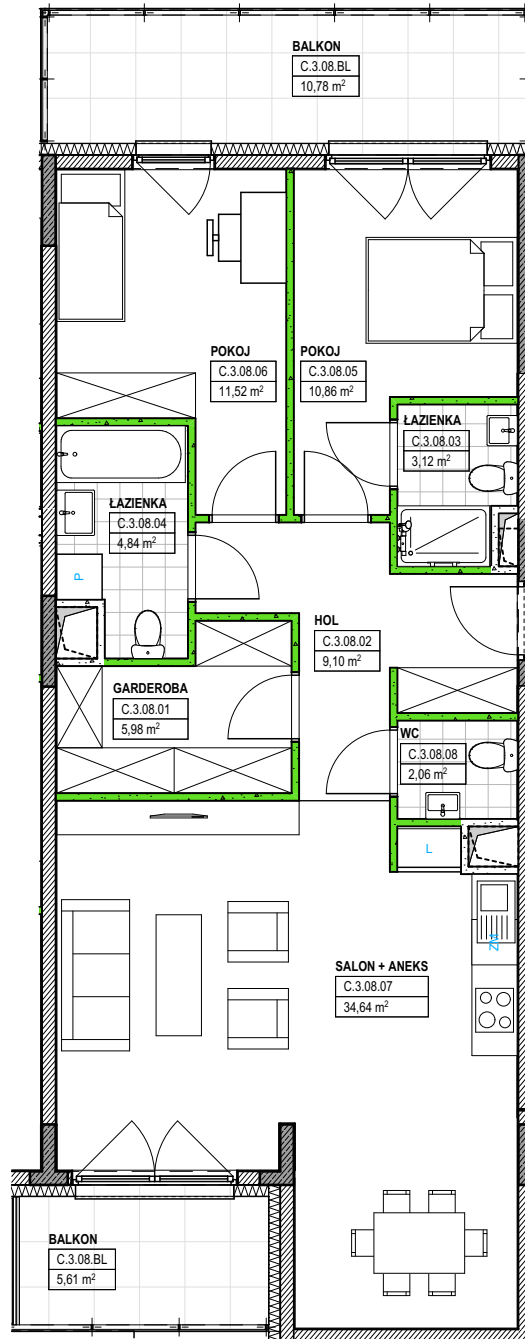 BALKON
C.3.08.BL
10,78 m²
POKOJ
C.3.08.06
11,52 m²
POKOJ
C.3.08.05
10,86 m²
ŁAZIENKA
C.3.08.03
3,12 m²
ŁAZIENKA
C.3.08.04
4,84 m²
P
HOL
C.3.08.02
9,10 m²
GARDEROBA
C.3.08.01
5,98 m²
WC
C.3.08.08
2,06 m²
L
ZM
SALON + ANEKS
C.3.08.07
34,64 m²
BALKON
C.3.08.BL
5,61 m²